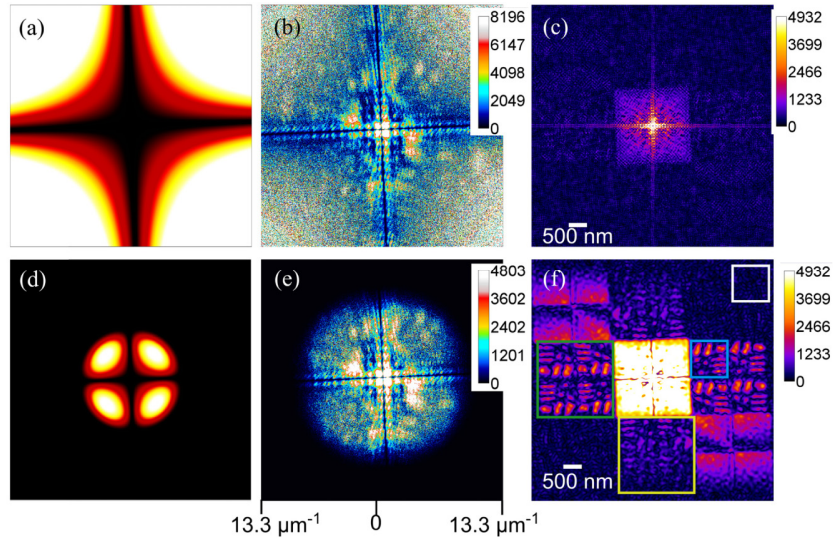 (a)
(b)
8196
6147
4098
2049
0
(c)
4932
3699
2466
1233
0
500 nm
(d)
(e)
4803
3602
2402
1201
0
(f)
4932
3699
2466
1233
0
500 nm
13.3 µm⁻¹ 0 13.3 µm⁻¹